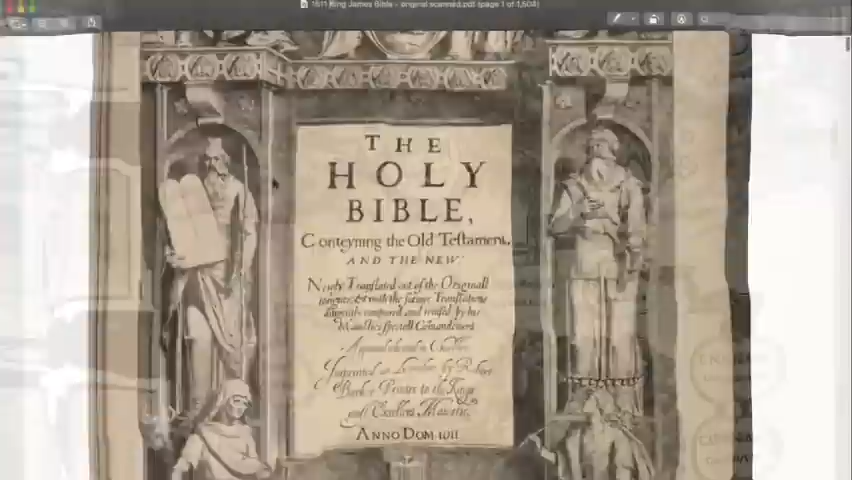 1611 King James Bible - original scanned.pdf (page 1 of 1,504)
THE
HOLY
BIBLE,
Conteyning the Old Teſtament,
AND THE NEW:
Newly Tranſlated out of the Originall
tongues: & with the former Tranſlations
diligently compared and reuiſed by his
Maieſties ſpeciall Comandement
Appointed to be read in Churches
Imprinted at London by Robert
Barker Printer to the Kings
moſt Excellent Maieſtie.
ANNO DOM. 1611